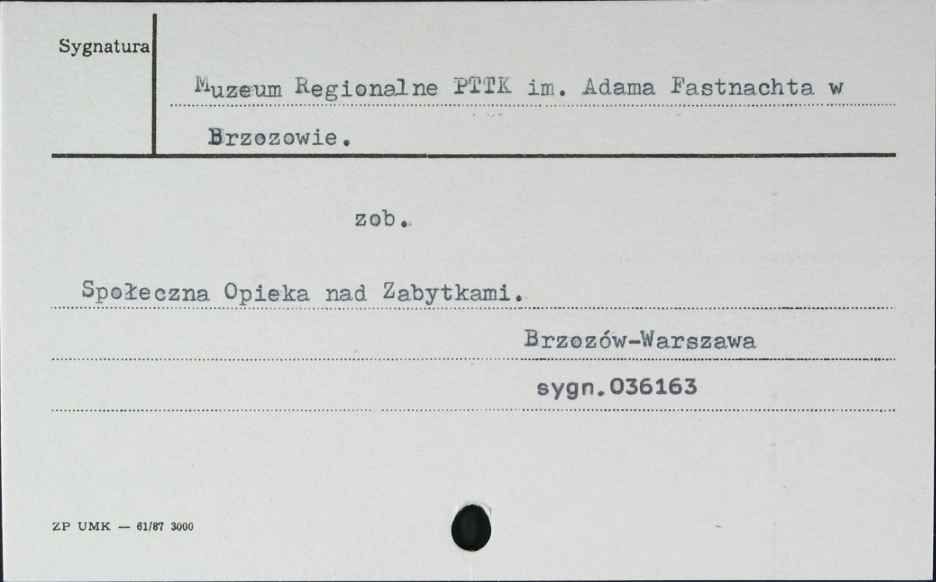 Sygnatura
Muzeum Regionalne PTTK im. Adama Fastnachta w
Brzozowie.
zob.
Społeczna Opieka nad Zabytkami.
Brzozów-Warszawa
sygn.036163
ZP UMK — 61/87 3000